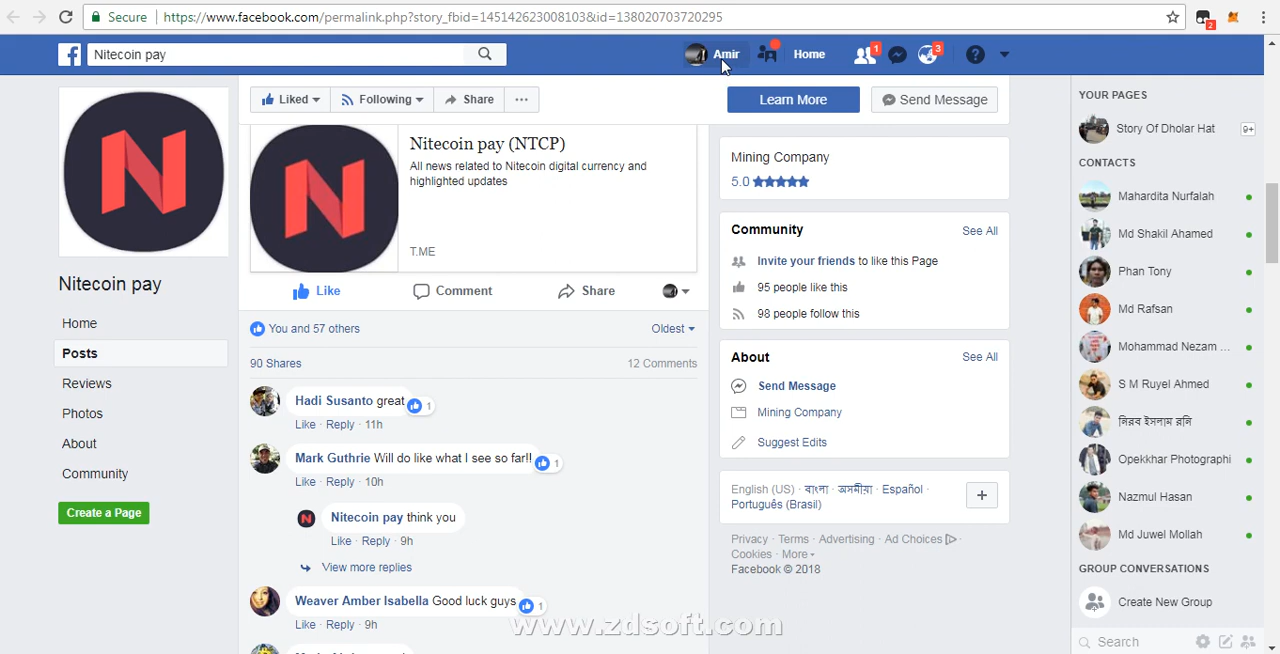 Secure | https://www.facebook.com/permalink.php?story_fbid=145142623008103&id=138020703720295
2
Nitecoin pay
Amir
Home
1
3
Liked
Following
Share
Learn More
Send Message
Nitecoin pay
Home
Posts
Reviews
Photos
About
Community
Create a Page
Nitecoin pay (NTCP)
All news related to Nitecoin digital currency and
highlighted updates
T.ME
Like
Comment
Share
You and 57 others
Oldest
90 Shares
12 Comments
Hadi Susanto great
1
Like · Reply · 11h
Mark Guthrie Will do like what I see so far!!
1
Like · Reply · 10h
Nitecoin pay think you
Like · Reply · 9h
View more replies
Weaver Amber Isabella Good luck guys
1
Like · Reply · 9h
Mining Company
5.0 ★★★★★
Community
See All
Invite your friends to like this Page
95 people like this
98 people follow this
About
See All
Send Message
Mining Company
Suggest Edits
English (US) · বাংলা · অসমীয়া · Español ·
Português (Brasil)
Privacy · Terms · Advertising · Ad Choices ·
Cookies · More
Facebook © 2018
YOUR PAGES
Story Of Dholar Hat
9+
CONTACTS
Mahardita Nurfalah
Md Shakil Ahamed
Phan Tony
Md Rafsan
Mohammad Nezam ...
S M Ruyel Ahmed
নিরব ইসলাম রনি
Opekkhar Photographi
Nazmul Hasan
Md Juwel Mollah
GROUP CONVERSATIONS
Create New Group
Search
www.zdsoft.com